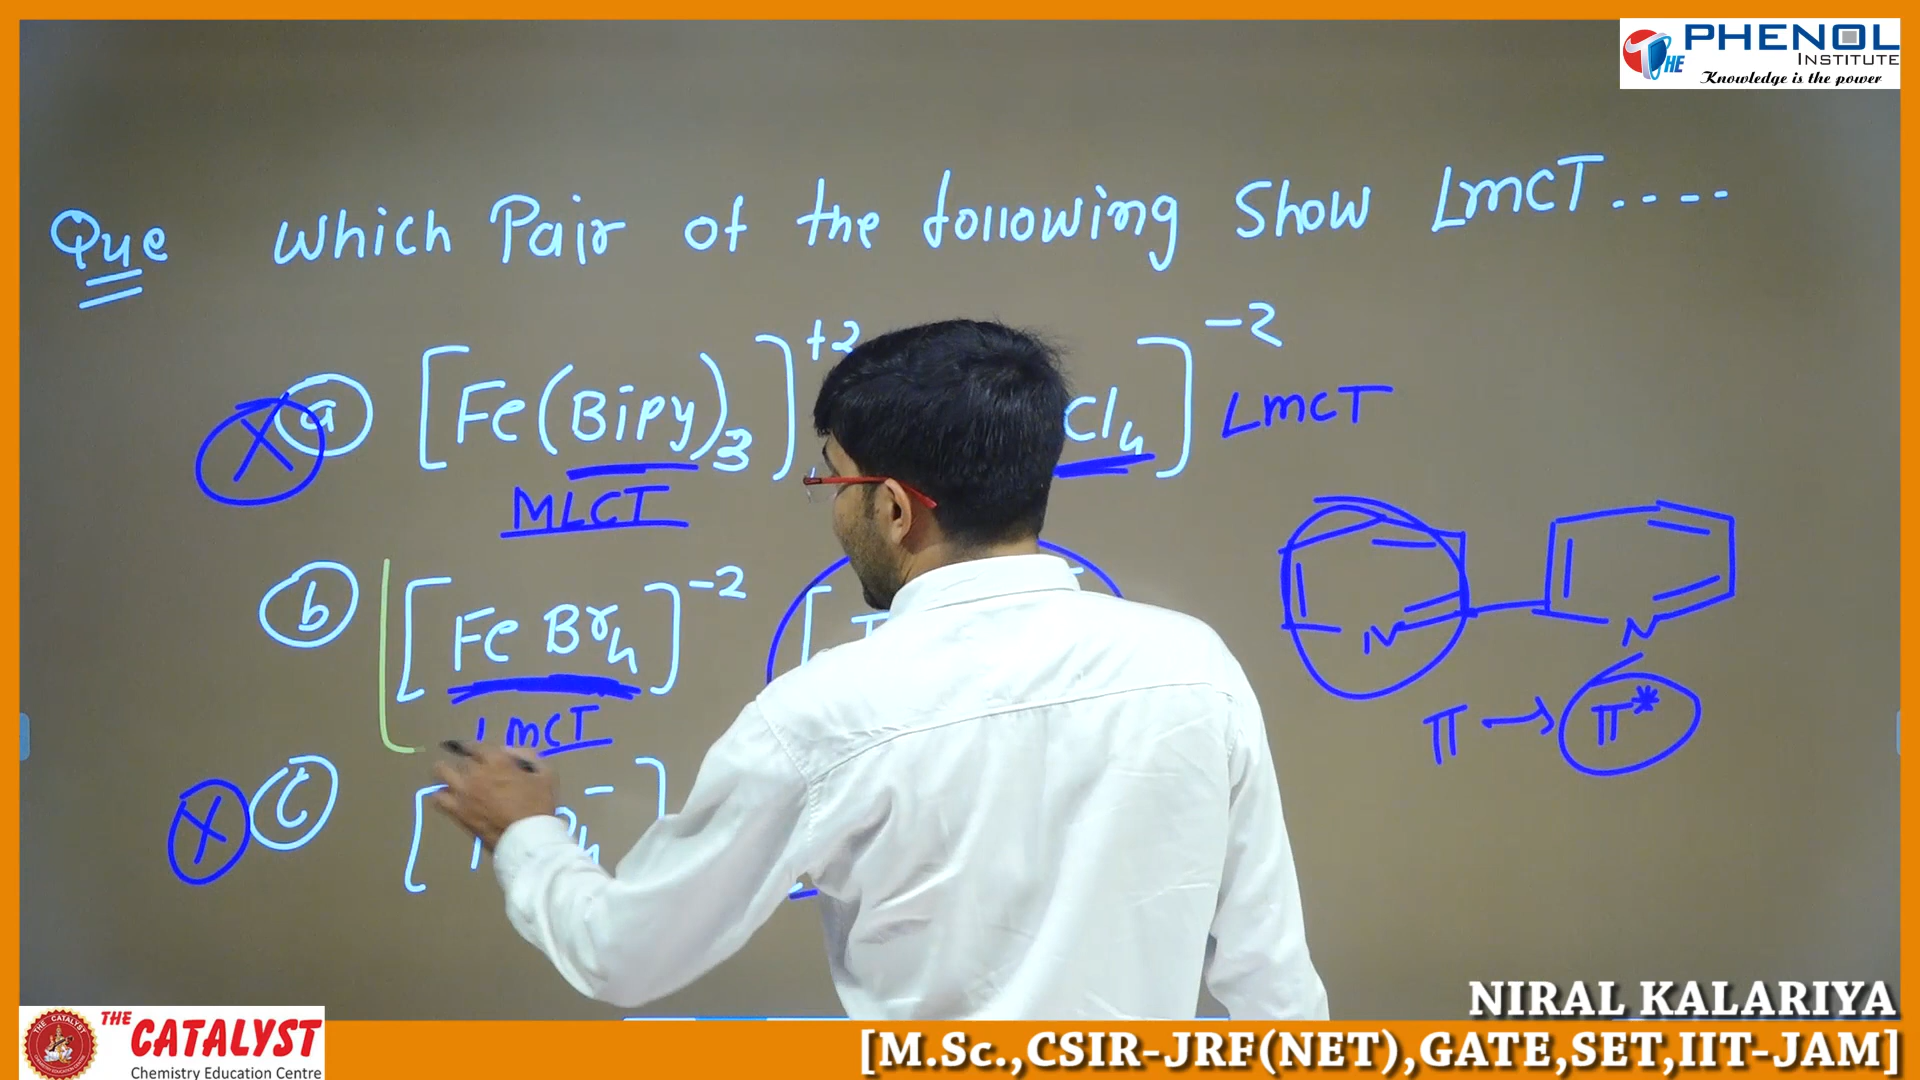 THE PHENOL
INSTITUTE
Knowledge is the power
Que Which Pair of the following Show LMCT....
a [Fe(Bipy)3]+2 Cl4]-2 LMCT
MLCT
b [FeBr4]-2 [
LMCT
c [ ]
N N
π → π*
NIRAL KALARIYA
[M.Sc.,CSIR-JRF(NET),GATE,SET,IIT-JAM]
THE CATALYST
Chemistry Education Centre